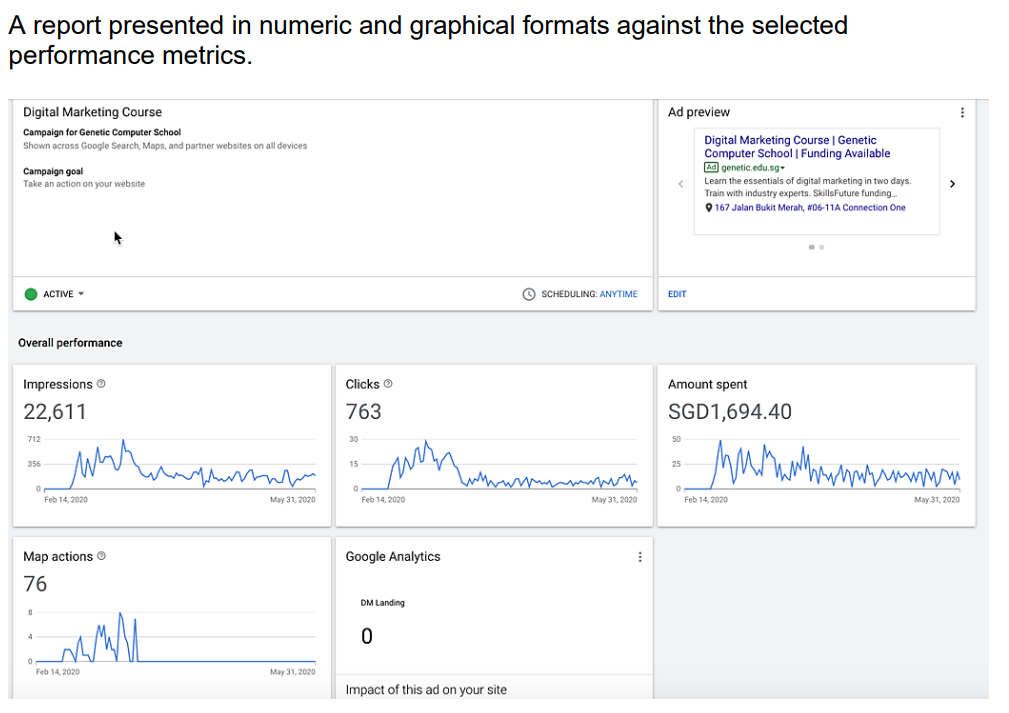 A report presented in numeric and graphical formats against the selected
performance metrics.
Digital Marketing Course
Campaign for Genetic Computer School
Shown across Google Search, Maps, and partner websites on all devices
Campaign goal
Take an action on your website
ACTIVE
SCHEDULING: ANYTIME
Ad preview
Digital Marketing Course | Genetic
Computer School | Funding Available
Ad genetic.edu.sg
Learn the essentials of digital marketing in two days.
Train with industry experts. SkillsFuture funding...
167 Jalan Bukit Merah, #06-11A Connection One
EDIT
Overall performance
Impressions
22,611
712
356
0
Feb 14, 2020 May 31, 2020
Clicks
763
30
15
0
Feb 14, 2020 May 31, 2020
Amount spent
SGD1,694.40
50
25
0
Feb 14, 2020 May 31, 2020
Map actions
76
8
4
0
Feb 14, 2020 May 31, 2020
Google Analytics
DM Landing
0
Impact of this ad on your site